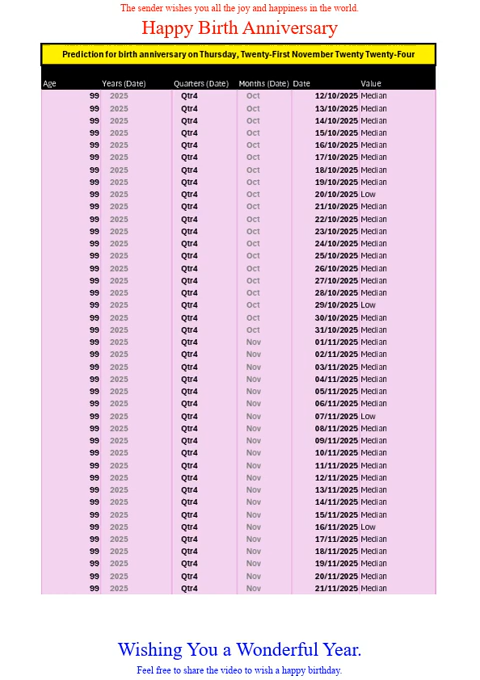 The sender wishes you all the joy and happiness in the world.
Happy Birth Anniversary
Prediction for birth anniversary on Thursday, Twenty-First November Twenty Twenty-Four
Age Years (Date) Quarters (Date) Months (Date) Date Value
99 2025 Qtr4 Oct 12/10/2025 Median
99 2025 Qtr4 Oct 13/10/2025 Median
99 2025 Qtr4 Oct 14/10/2025 Median
99 2025 Qtr4 Oct 15/10/2025 Median
99 2025 Qtr4 Oct 16/10/2025 Median
99 2025 Qtr4 Oct 17/10/2025 Median
99 2025 Qtr4 Oct 18/10/2025 Median
99 2025 Qtr4 Oct 19/10/2025 Median
99 2025 Qtr4 Oct 20/10/2025 Low
99 2025 Qtr4 Oct 21/10/2025 Median
99 2025 Qtr4 Oct 22/10/2025 Median
99 2025 Qtr4 Oct 23/10/2025 Median
99 2025 Qtr4 Oct 24/10/2025 Median
99 2025 Qtr4 Oct 25/10/2025 Median
99 2025 Qtr4 Oct 26/10/2025 Median
99 2025 Qtr4 Oct 27/10/2025 Median
99 2025 Qtr4 Oct 28/10/2025 Median
99 2025 Qtr4 Oct 29/10/2025 Low
99 2025 Qtr4 Oct 30/10/2025 Median
99 2025 Qtr4 Oct 31/10/2025 Median
99 2025 Qtr4 Nov 01/11/2025 Median
99 2025 Qtr4 Nov 02/11/2025 Median
99 2025 Qtr4 Nov 03/11/2025 Median
99 2025 Qtr4 Nov 04/11/2025 Median
99 2025 Qtr4 Nov 05/11/2025 Median
99 2025 Qtr4 Nov 06/11/2025 Median
99 2025 Qtr4 Nov 07/11/2025 Low
99 2025 Qtr4 Nov 08/11/2025 Median
99 2025 Qtr4 Nov 09/11/2025 Median
99 2025 Qtr4 Nov 10/11/2025 Median
99 2025 Qtr4 Nov 11/11/2025 Median
99 2025 Qtr4 Nov 12/11/2025 Median
99 2025 Qtr4 Nov 13/11/2025 Median
99 2025 Qtr4 Nov 14/11/2025 Median
99 2025 Qtr4 Nov 15/11/2025 Median
99 2025 Qtr4 Nov 16/11/2025 Low
99 2025 Qtr4 Nov 17/11/2025 Median
99 2025 Qtr4 Nov 18/11/2025 Median
99 2025 Qtr4 Nov 19/11/2025 Median
99 2025 Qtr4 Nov 20/11/2025 Median
99 2025 Qtr4 Nov 21/11/2025 Median
Wishing You a Wonderful Year.
Feel free to share the video to wish a happy birthday.